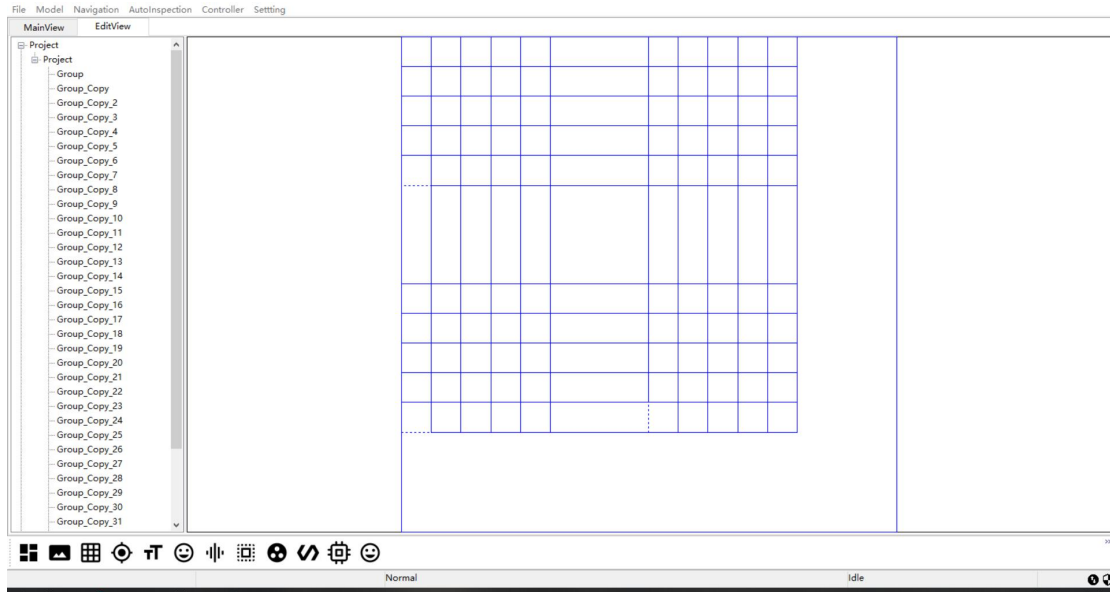 File Model Navigation AutoInspection Controller Settting
MainView EditView
Project
Project
Group
Group_Copy
Group_Copy_2
Group_Copy_3
Group_Copy_4
Group_Copy_5
Group_Copy_6
Group_Copy_7
Group_Copy_8
Group_Copy_9
Group_Copy_10
Group_Copy_11
Group_Copy_12
Group_Copy_13
Group_Copy_14
Group_Copy_15
Group_Copy_16
Group_Copy_17
Group_Copy_18
Group_Copy_19
Group_Copy_20
Group_Copy_21
Group_Copy_22
Group_Copy_23
Group_Copy_24
Group_Copy_25
Group_Copy_26
Group_Copy_27
Group_Copy_28
Group_Copy_29
Group_Copy_30
Group_Copy_31
Normal Idle